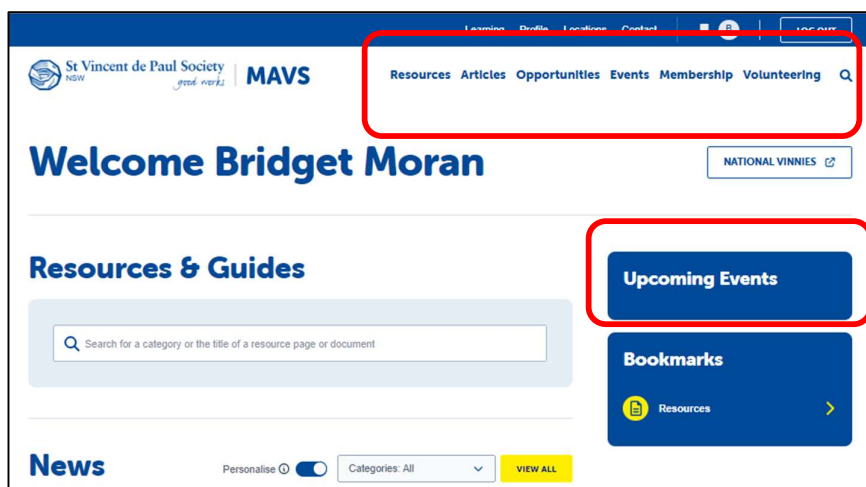 Learning Profile Locations Contact B LOG OUT
St Vincent de Paul Society
NSW good works
MAVS
Resources Articles Opportunities Events Membership Volunteering
Welcome Bridget Moran
NATIONAL VINNIES
Resources & Guides
Search for a category or the title of a resource page or document
Upcoming Events
Bookmarks
Resources
News
Personalise
Categories: All
VIEW ALL